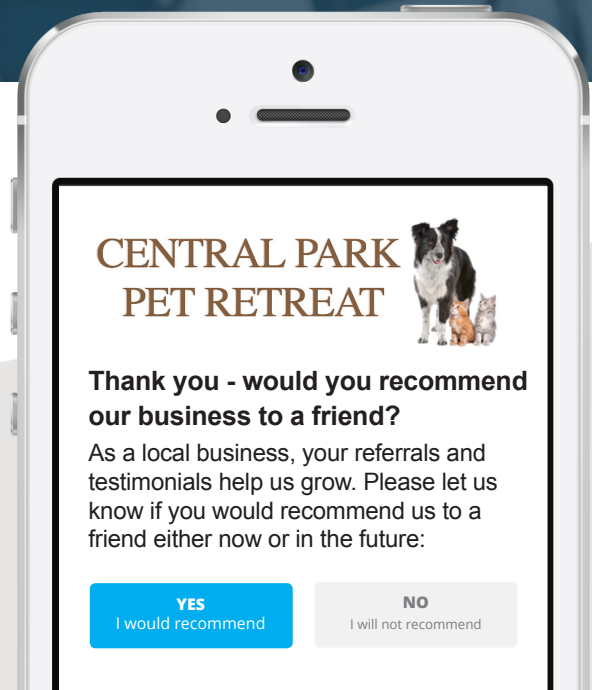 CENTRAL PARK
PET RETREAT
Thank you - would you recommend
our business to a friend?
As a local business, your referrals and
testimonials help us grow. Please let us
know if you would recommend us to a
friend either now or in the future:
YES
I would recommend
NO
I will not recommend